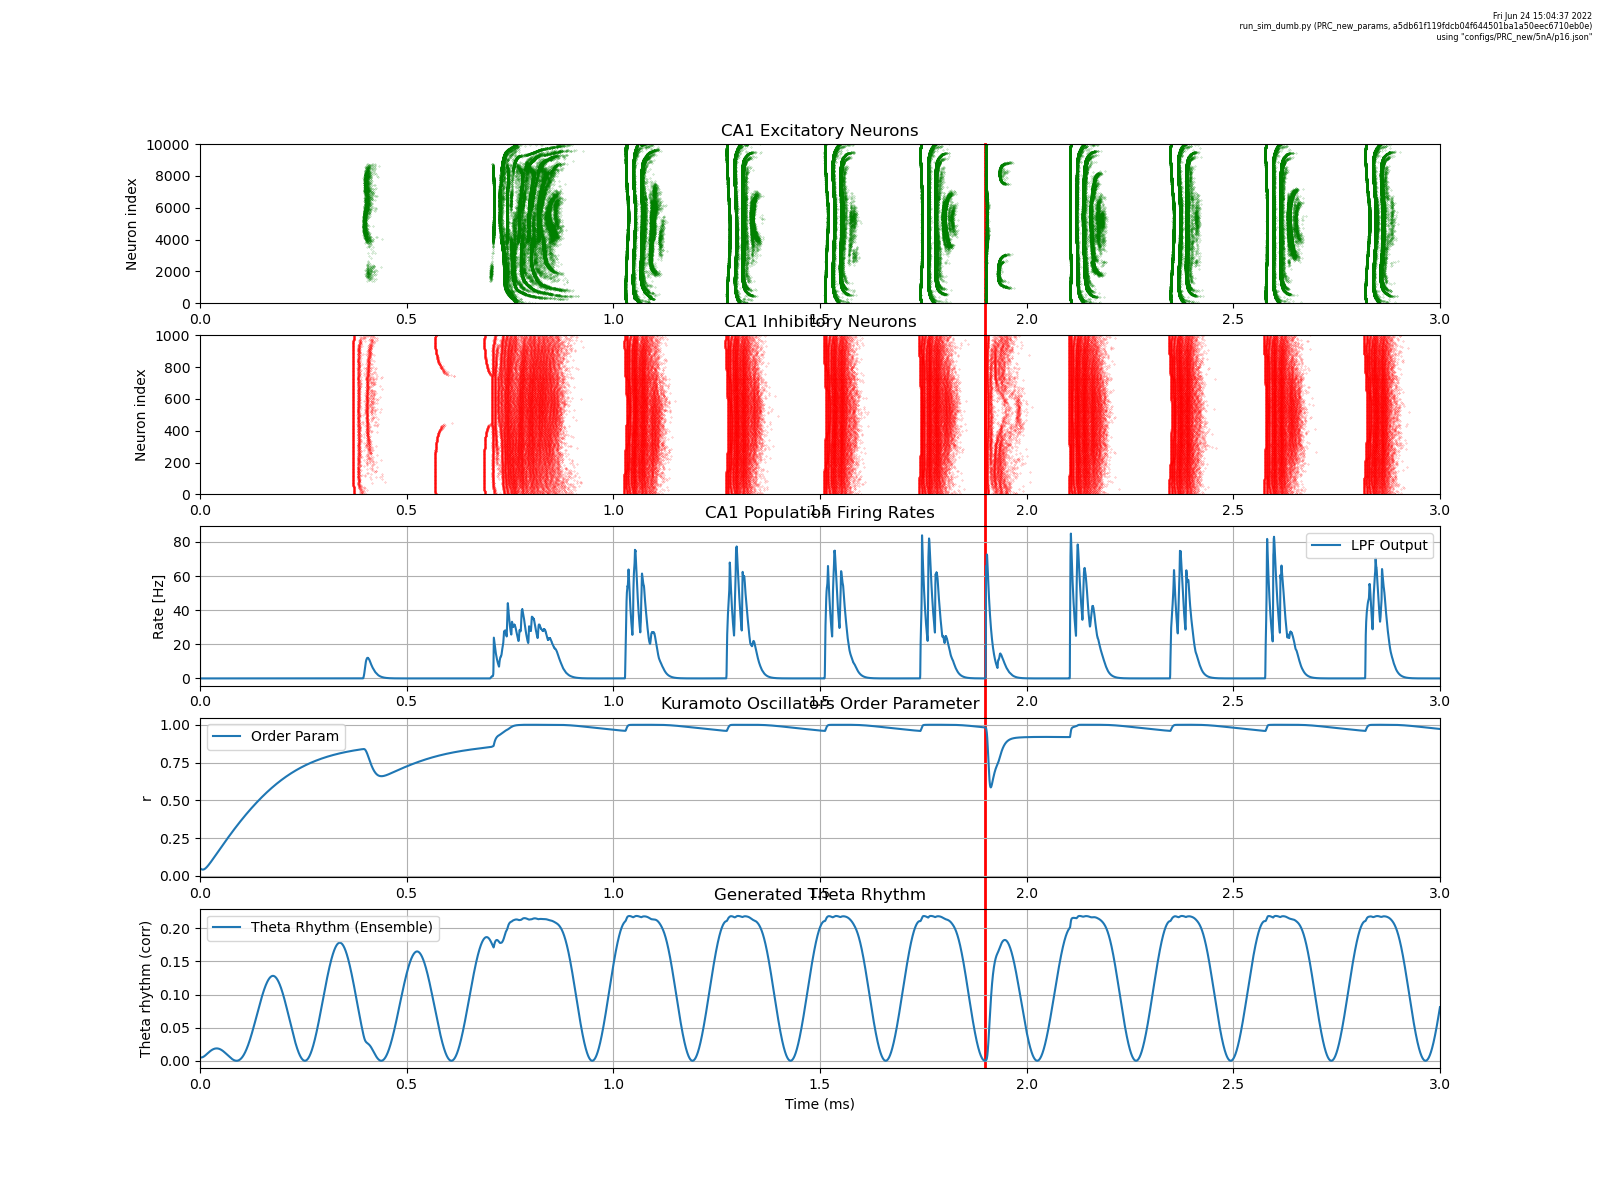 Fri Jun 24 15:04:37 2022
run_sim_dumb.py (PRC_new_params, a5db61f119fdcb04f644501ba1a50eec6710eb0e)
using "configs/PRC_new/5nA/p16.json"
CA1 Excitatory Neurons
Neuron index
10000
8000
6000
4000
2000
0
0.0 0.5 1.0 1.5 2.0 2.5 3.0
CA1 Inhibitory Neurons
Neuron index
1000
800
600
400
200
0
0.0 0.5 1.0 1.5 2.0 2.5 3.0
CA1 Population Firing Rates
Rate [Hz]
80
60
40
20
0
LPF Output
0.0 0.5 1.0 1.5 2.0 2.5 3.0
Kuramoto Oscillators Order Parameter
r
1.00
0.75
0.50
0.25
0.00
Order Param
0.0 0.5 1.0 1.5 2.0 2.5 3.0
Generated Theta Rhythm
Theta rhythm (corr)
0.20
0.15
0.10
0.05
0.00
Theta Rhythm (Ensemble)
0.0 0.5 1.0 1.5 2.0 2.5 3.0
Time (ms)